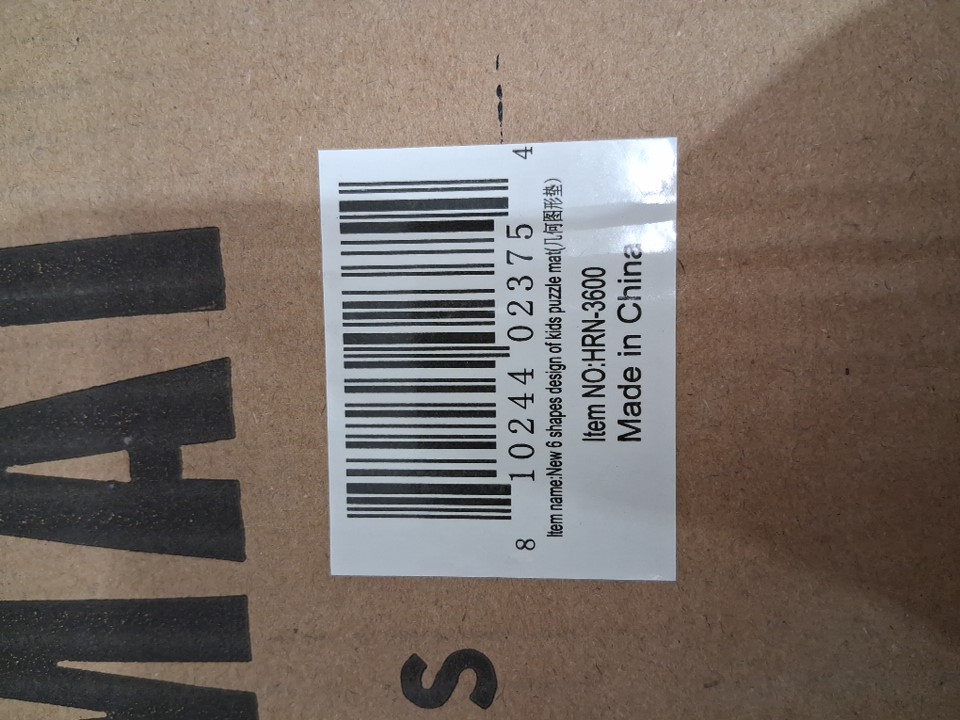 MAT
S
8 10244 02375 4
Item name:New 6 shapes design of kids puzzle mat(几何图形垫)
Item NO:HRN-3600
Made in China